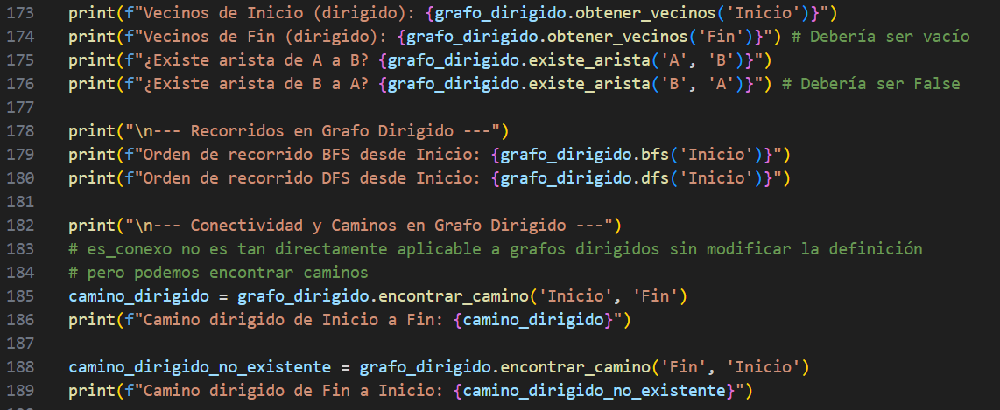 173 print(f"Vecinos de Inicio (dirigido): {grafo_dirigido.obtener_vecinos('Inicio')}")
174 print(f"Vecinos de Fin (dirigido): {grafo_dirigido.obtener_vecinos('Fin')}") # Debería ser vacío
175 print(f"¿Existe arista de A a B? {grafo_dirigido.existe_arista('A', 'B')}")
176 print(f"¿Existe arista de B a A? {grafo_dirigido.existe_arista('B', 'A')}") # Debería ser False
177
178 print("\n--- Recorridos en Grafo Dirigido ---")
179 print(f"Orden de recorrido BFS desde Inicio: {grafo_dirigido.bfs('Inicio')}")
180 print(f"Orden de recorrido DFS desde Inicio: {grafo_dirigido.dfs('Inicio')}")
181
182 print("\n--- Conectividad y Caminos en Grafo Dirigido ---")
183 # es_conexo no es tan directamente aplicable a grafos dirigidos sin modificar la definición
184 # pero podemos encontrar caminos
185 camino_dirigido = grafo_dirigido.encontrar_camino('Inicio', 'Fin')
186 print(f"Camino dirigido de Inicio a Fin: {camino_dirigido}")
187
188 camino_dirigido_no_existente = grafo_dirigido.encontrar_camino('Fin', 'Inicio')
189 print(f"Camino dirigido de Fin a Inicio: {camino_dirigido_no_existente}")